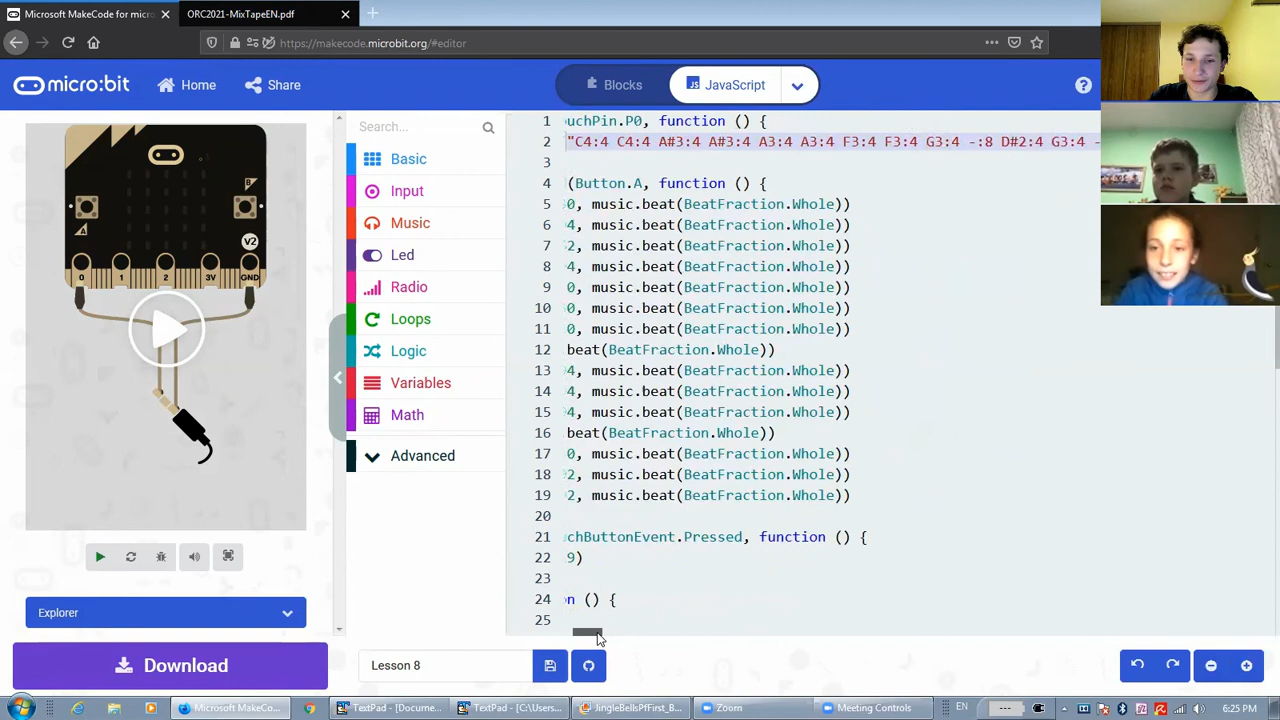 Microsoft MakeCode for micro:
ORC2021-MixTapeEN.pdf
https://makecode.microbit.org/#editor
micro:bit
Home
Share
Blocks
JS
JavaScript
?
Search...
Basic
Input
Music
Led
Radio
Loops
Logic
Variables
Math
Advanced
A
B
V2
0
1
2
3V
GND
1 uchPin.P0, function () {
2 "C4:4 C4:4 A#3:4 A#3:4 A3:4 A3:4 F3:4 F3:4 G3:4 -:8 D#2:4 G3:4 -
3
4 (Button.A, function () {
5 0, music.beat(BeatFraction.Whole))
6 4, music.beat(BeatFraction.Whole))
7 2, music.beat(BeatFraction.Whole))
8 4, music.beat(BeatFraction.Whole))
9 0, music.beat(BeatFraction.Whole))
10 0, music.beat(BeatFraction.Whole))
11 0, music.beat(BeatFraction.Whole))
12 beat(BeatFraction.Whole))
13 4, music.beat(BeatFraction.Whole))
14 4, music.beat(BeatFraction.Whole))
15 4, music.beat(BeatFraction.Whole))
16 beat(BeatFraction.Whole))
17 0, music.beat(BeatFraction.Whole))
18 2, music.beat(BeatFraction.Whole))
19 2, music.beat(BeatFraction.Whole))
20
21 chButtonEvent.Pressed, function () {
22 9)
23
24 on () {
25
Explorer
Download
Lesson 8
Microsoft MakeCo...
TextPad - [Docume...
TextPad - [C:\Users...
JingleBellsPfFirst_B...
Zoom
Meeting Controls
EN
6:25 PM